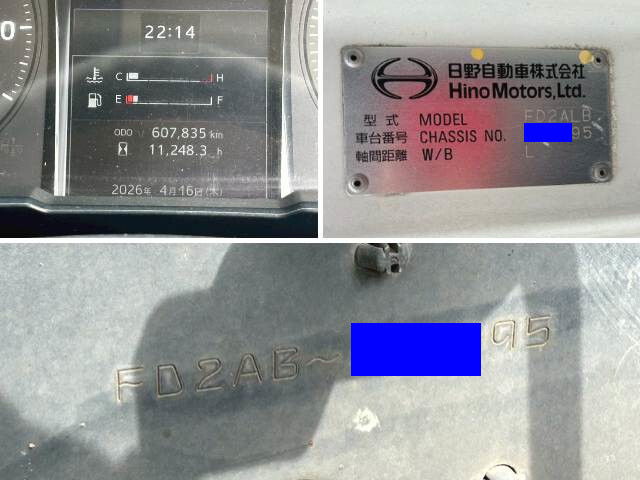 0
22:14
C H
E F
ODO 607,835 km
11,248.3 h
2026年 4月16日(木)
日野自動車株式会社
Hino Motors, Ltd.
型式 MODEL FD2ALB
車台番号 CHASSIS NO. 95
軸間距離 W/B L
FD2AB~ 95